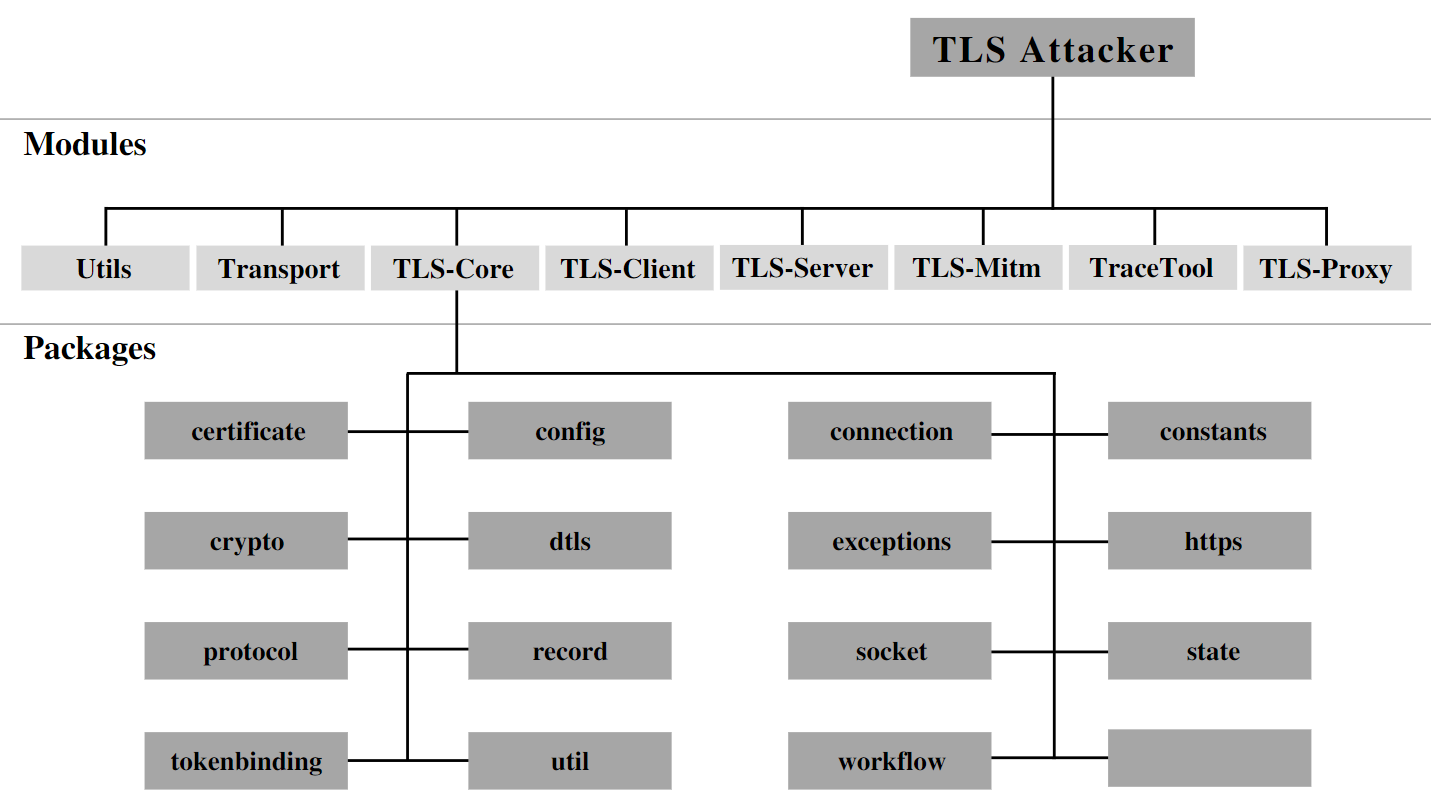 TLS Attacker
Modules
Utils
Transport
TLS-Core
TLS-Client
TLS-Server
TLS-Mitm
TraceTool
TLS-Proxy
Packages
certificate
config
connection
constants
crypto
dtls
exceptions
https
protocol
record
socket
state
tokenbinding
util
workflow